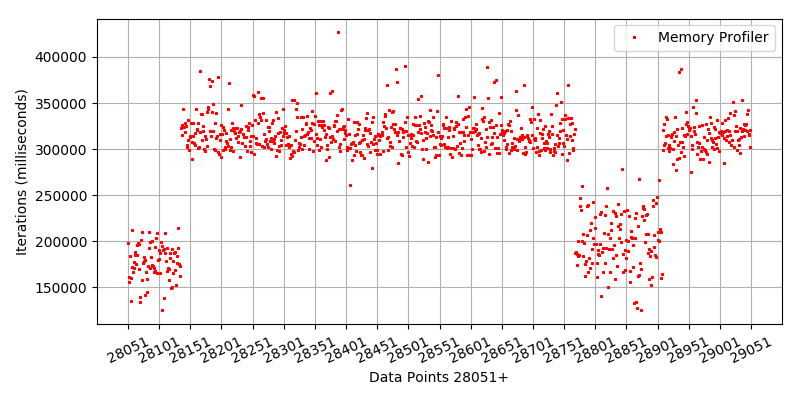 Memory Profiler
400000
350000
300000
250000
200000
150000
Iterations (milliseconds)
28051 28101 28151 28201 28251 28301 28351 28401 28451 28501 28551 28601 28651 28701 28751 28801 28851 28901 28951 29001 29051
Data Points 28051+